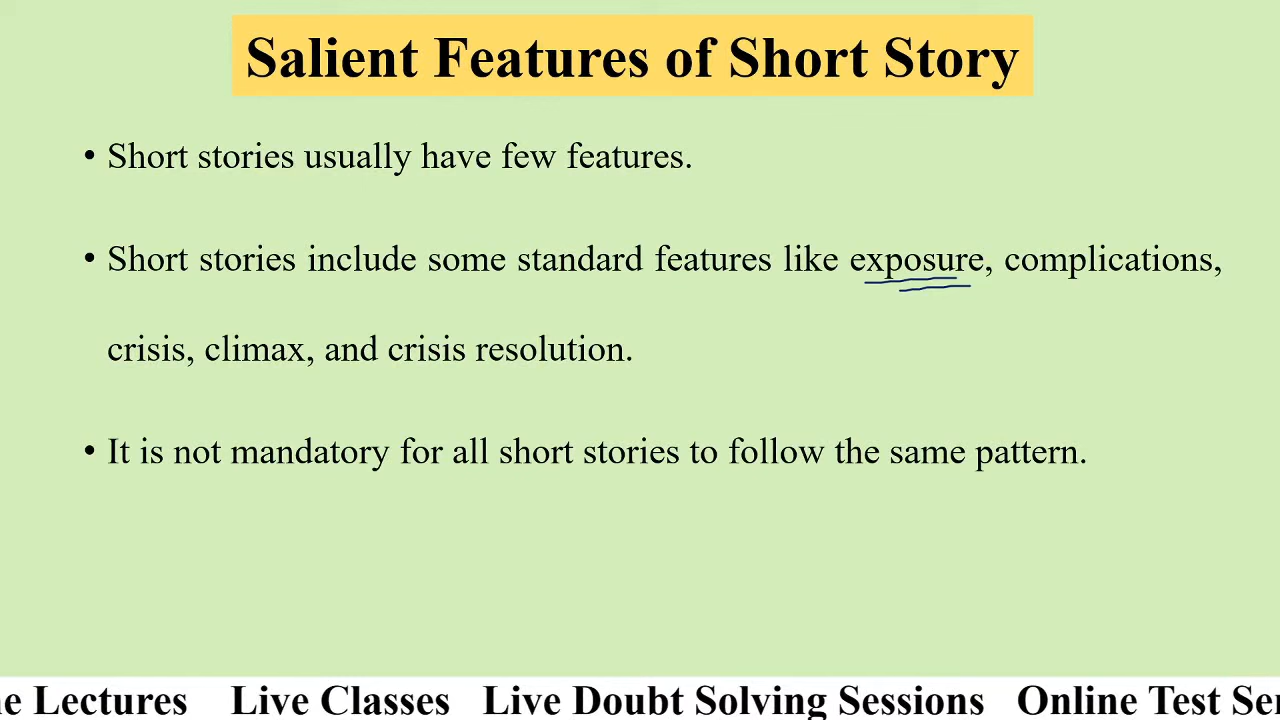 Salient Features of Short Story
• Short stories usually have few features.
• Short stories include some standard features like exposure, complications,
crisis, climax, and crisis resolution.
• It is not mandatory for all short stories to follow the same pattern.
Lectures Live Classes Live Doubt Solving Sessions Online Test